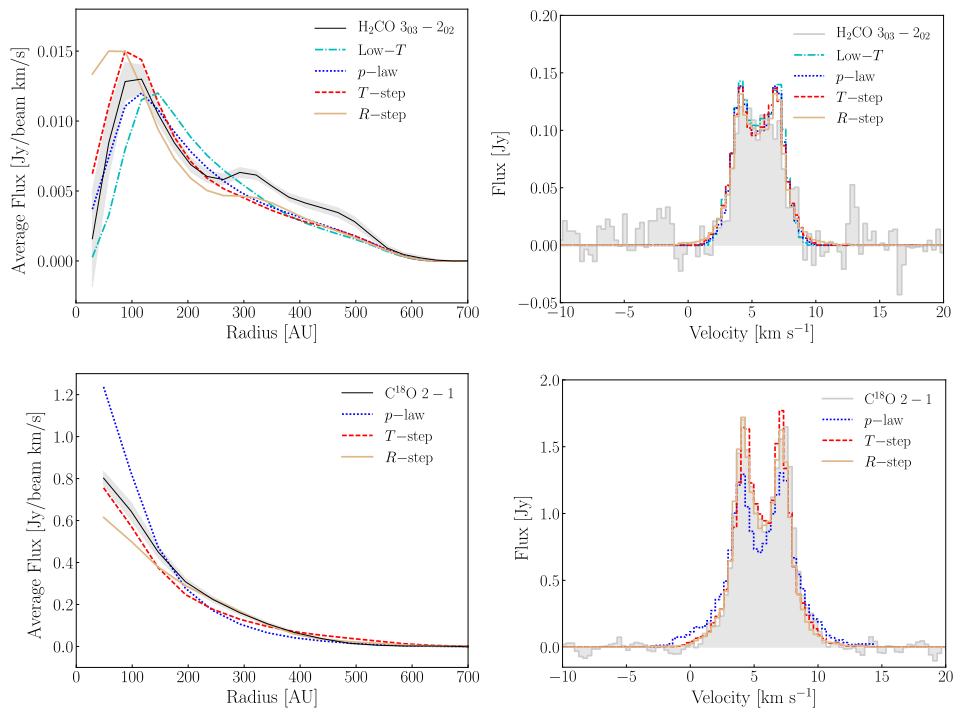 Average Flux [Jy/beam km/s]
0.015
0.010
0.005
0.000
H₂CO 3₀₃ − 2₀₂
Low−T
p−law
T−step
R−step
0 100 200 300 400 500 600 700
Radius [AU]
Flux [Jy]
0.20
0.15
0.10
0.05
0.00
−0.05
H₂CO 3₀₃ − 2₀₂
Low−T
p−law
T−step
R−step
−10 −5 0 5 10 15 20
Velocity [km s⁻¹]
Average Flux [Jy/beam km/s]
1.2
1.0
0.8
0.6
0.4
0.2
0.0
C¹⁸O 2 − 1
p−law
T−step
R−step
0 100 200 300 400 500 600 700
Radius [AU]
Flux [Jy]
2.0
1.5
1.0
0.5
0.0
C¹⁸O 2 − 1
p−law
T−step
R−step
−10 −5 0 5 10 15 20
Velocity [km s⁻¹]